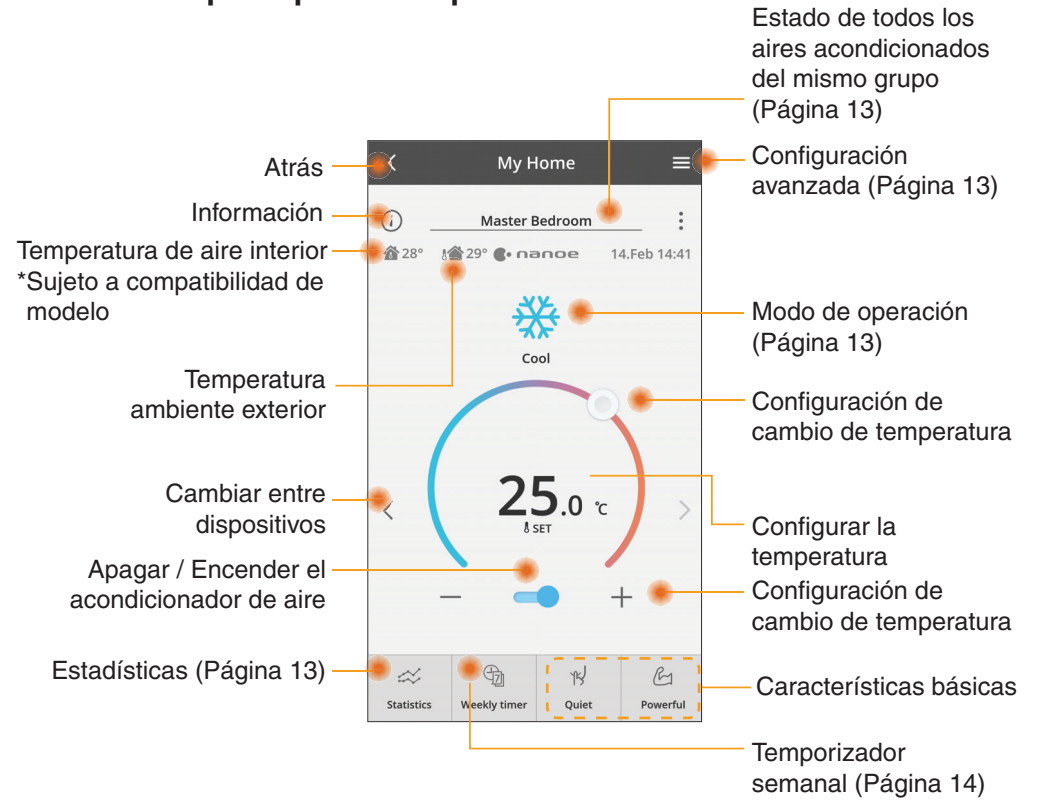 Estado de todos los
aires acondicionados
del mismo grupo
(Página 13)
Atrás
My Home
Configuración
avanzada (Página 13)
Información
Master Bedroom
Temperatura de aire interior
*Sujeto a compatibilidad de
modelo
28°
29°
nanoe
14.Feb 14:41
Modo de operación
(Página 13)
Cool
Temperatura
ambiente exterior
Configuración de
cambio de temperatura
Cambiar entre
dispositivos
25.0 °C
SET
Configurar la
temperatura
Apagar / Encender el
acondicionador de aire
Configuración de
cambio de temperatura
Estadísticas (Página 13)
7
Statistics
Weekly timer
Quiet
Powerful
Características básicas
Temporizador
semanal (Página 14)